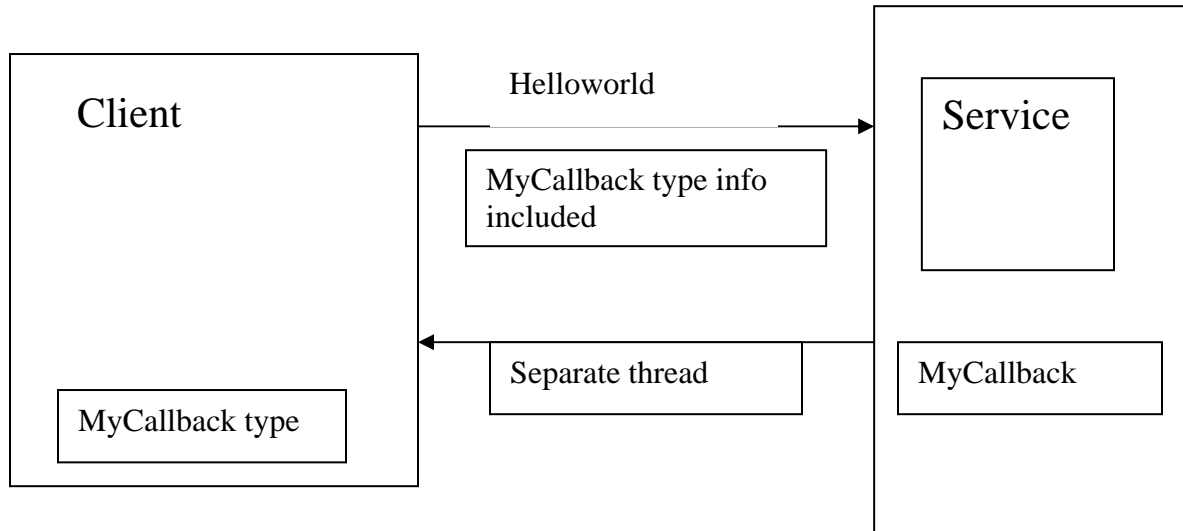 Helloworld
Client
Service
MyCallback type info
included
Separate thread
MyCallback
MyCallback type